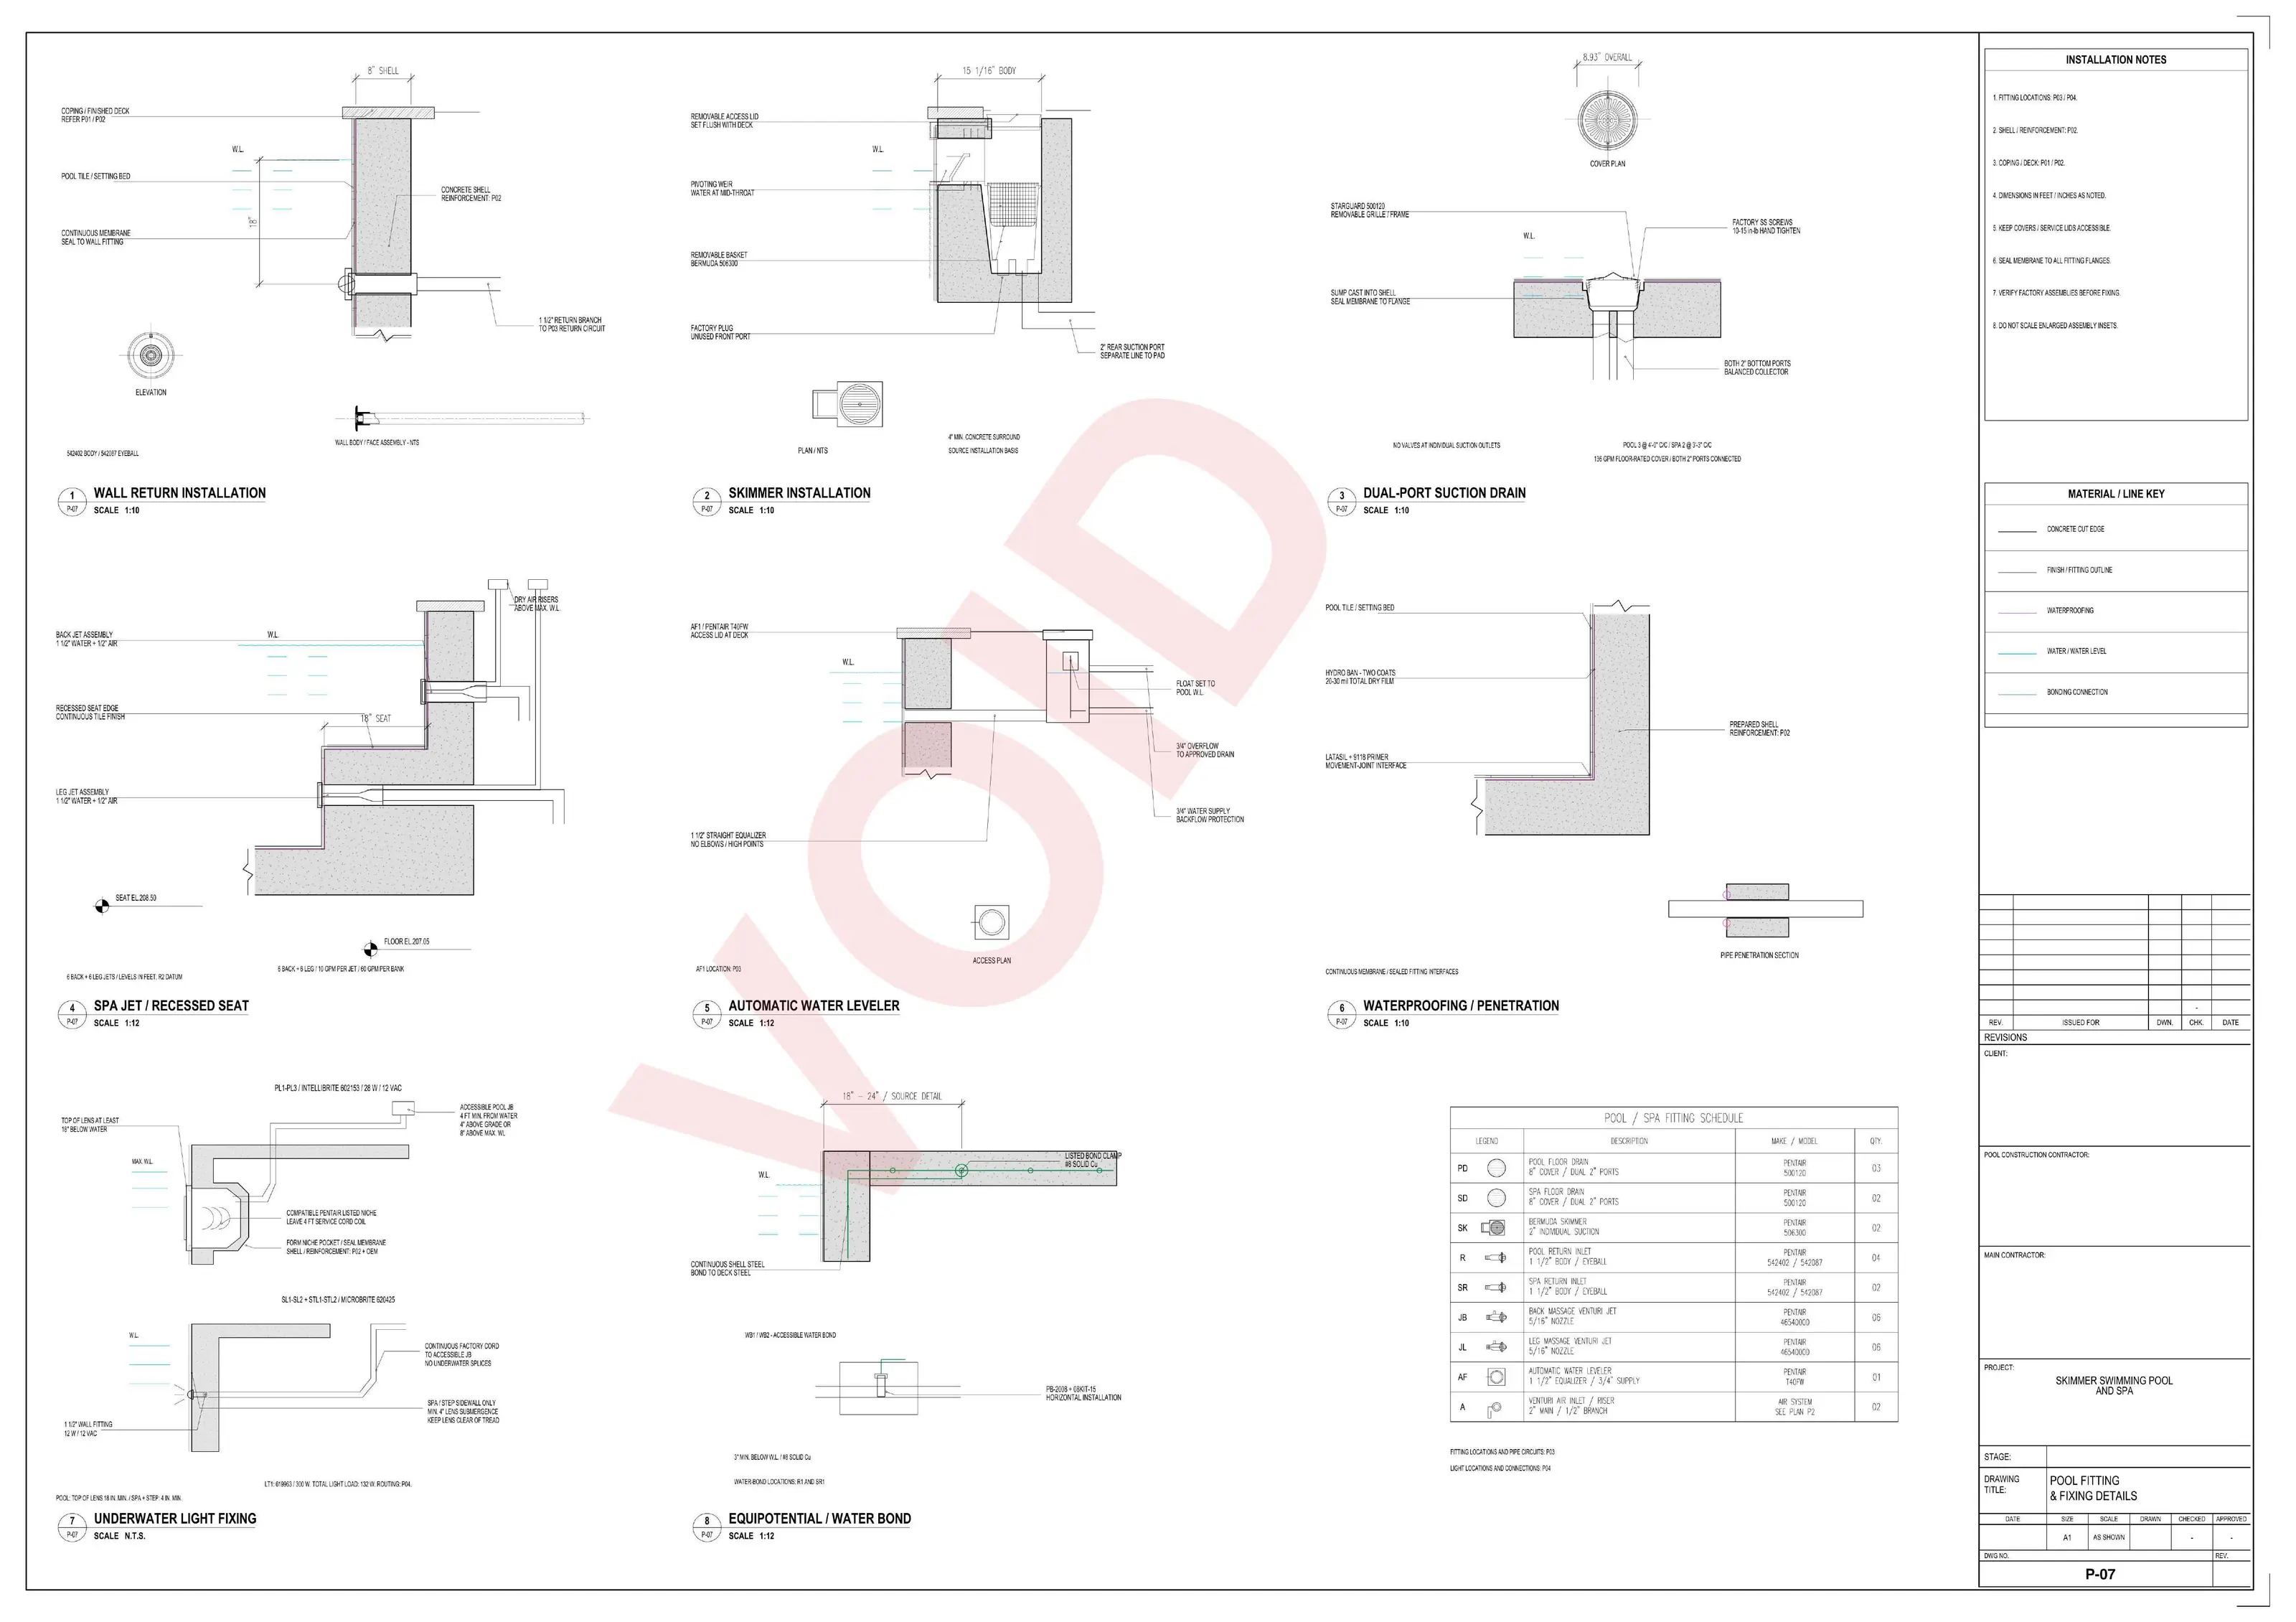 8" SHELL
COPING / FINISHED DECK
REFER P01 / P02
W.L.
POOL TILE / SETTING BED
CONCRETE SHELL
REINFORCEMENT: P02
18"
CONTINUOUS MEMBRANE
SEAL TO WALL FITTING
1 1/2" RETURN BRANCH
TO P03 RETURN CIRCUIT
ELEVATION
WALL BODY / FACE ASSEMBLY - NTS
542402 BODY / 542087 EYEBALL
1
P-07
WALL RETURN INSTALLATION
SCALE 1:10
15 1/16" BODY
REMOVABLE ACCESS LID
SET FLUSH WITH DECK
W.L.
PIVOTING WEIR
WATER AT MID-THROAT
REMOVABLE BASKET
BERMUDA 506300
FACTORY PLUG
UNUSED FRONT PORT
2" REAR SUCTION PORT
SEPARATE LINE TO PAD
4" MIN. CONCRETE SURROUND
PLAN / NTS
SOURCE INSTALLATION BASIS
2
P-07
SKIMMER INSTALLATION
SCALE 1:10
8.93" OVERALL
COVER PLAN
STARGUARD 500120
REMOVABLE GRILLE / FRAME
FACTORY SS SCREWS
10-15 in-lb HAND TIGHTEN
W.L.
SUMP CAST INTO SHELL
SEAL MEMBRANE TO FLANGE
BOTH 2" BOTTOM PORTS
BALANCED COLLECTOR
NO VALVES AT INDIVIDUAL SUCTION OUTLETS
POOL 3 @ 4'-0" C/C / SPA 2 @ 3'-3" C/C
136 GPM FLOOR-RATED COVER / BOTH 2" PORTS CONNECTED
3
P-07
DUAL-PORT SUCTION DRAIN
SCALE 1:10
DRY AIR RISERS
ABOVE MAX. W.L.
BACK JET ASSEMBLY
1 1/2" WATER + 1/2" AIR
W.L.
RECESSED SEAT EDGE
CONTINUOUS TILE FINISH
18" SEAT
LEG JET ASSEMBLY
1 1/2" WATER + 1/2" AIR
SEAT EL.208.50
FLOOR EL.207.05
6 BACK + 6 LEG JETS / LEVELS IN FEET, R2 DATUM
6 BACK + 6 LEG / 10 GPM PER JET / 60 GPM PER BANK
4
P-07
SPA JET / RECESSED SEAT
SCALE 1:12
AF1 / PENTAIR T40FW
ACCESS LID AT DECK
W.L.
FLOAT SET TO
POOL W.L.
3/4" OVERFLOW
TO APPROVED DRAIN
3/4" WATER SUPPLY
BACKFLOW PROTECTION
1 1/2" STRAIGHT EQUALIZER
NO ELBOWS / HIGH POINTS
ACCESS PLAN
AF1 LOCATION: P03
5
P-07
AUTOMATIC WATER LEVELER
SCALE 1:12
POOL TILE / SETTING BED
HYDRO BAN - TWO COATS
20-30 mil TOTAL DRY FILM
PREPARED SHELL
REINFORCEMENT: P02
LATASIL + 9118 PRIMER
MOVEMENT-JOINT INTERFACE
PIPE PENETRATION SECTION
CONTINUOUS MEMBRANE / SEALED FITTING INTERFACES
6
P-07
WATERPROOFING / PENETRATION
SCALE 1:10
PL1-PL3 / INTELLIBRITE 602153 / 28 W / 12 VAC
TOP OF LENS AT LEAST
18" BELOW WATER
ACCESSIBLE POOL JB
4 FT MIN. FROM WATER
4" ABOVE GRADE OR
8" ABOVE MAX. WL
MAX. W.L.
COMPATIBLE PENTAIR LISTED NICHE
LEAVE 4 FT SERVICE CORD COIL
FORM NICHE POCKET / SEAL MEMBRANE
SHELL / REINFORCEMENT: P02 + OEM
SL1-SL2 + STL1-STL2 / MICROBRITE 620425
W.L.
CONTINUOUS FACTORY CORD
TO ACCESSIBLE JB
NO UNDERWATER SPLICES
SPA / STEP SIDEWALL ONLY
MIN. 4" LENS SUBMERGENCE
KEEP LENS CLEAR OF TREAD
1 1/2" WALL FITTING
12 W / 12 VAC
LT1: 619963 / 300 W. TOTAL LIGHT LOAD: 132 W. ROUTING: P04.
POOL: TOP OF LENS 18 IN. MIN. / SPA + STEP: 4 IN. MIN.
7
P-07
UNDERWATER LIGHT FIXING
SCALE N.T.S.
18" - 24" / SOURCE DETAIL
LISTED BOND CLAMP
#8 SOLID Cu
W.L.
CONTINUOUS SHELL STEEL
BOND TO DECK STEEL
WB1 / WB2 - ACCESSIBLE WATER BOND
PB-2008 + 08KIT-15
HORIZONTAL INSTALLATION
3" MIN. BELOW W.L. / #8 SOLID Cu
WATER-BOND LOCATIONS: R1 AND SR1
8
P-07
EQUIPOTENTIAL / WATER BOND
SCALE 1:12
POOL / SPA FITTING SCHEDULE
LEGEND DESCRIPTION MAKE / MODEL QTY.
PD POOL FLOOR DRAIN 8" COVER / DUAL 2" PORTS PENTAIR 500120 03
SD SPA FLOOR DRAIN 8" COVER / DUAL 2" PORTS PENTAIR 500120 02
SK BERMUDA SKIMMER 2" INDIVIDUAL SUCTION PENTAIR 506300 02
R POOL RETURN INLET 1 1/2" BODY / EYEBALL PENTAIR 542402 / 542087 04
SR SPA RETURN INLET 1 1/2" BODY / EYEBALL PENTAIR 542402 / 542087 02
JB BACK MASSAGE VENTURI JET 5/16" NOZZLE PENTAIR 46540000 06
JL LEG MASSAGE VENTURI JET 5/16" NOZZLE PENTAIR 46540000 06
AF AUTOMATIC WATER LEVELER 1 1/2" EQUALIZER / 3/4" SUPPLY PENTAIR T40FW 01
A VENTURI AIR INLET / RISER 2" MAIN / 1/2" BRANCH AIR SYSTEM SEE PLAN P2 02
FITTING LOCATIONS AND PIPE CIRCUITS: P03
LIGHT LOCATIONS AND CONNECTIONS: P04
VOID
INSTALLATION NOTES
1. FITTING LOCATIONS: P03 / P04.
2. SHELL / REINFORCEMENT: P02.
3. COPING / DECK: P01 / P02.
4. DIMENSIONS IN FEET / INCHES AS NOTED.
5. KEEP COVERS / SERVICE LIDS ACCESSIBLE.
6. SEAL MEMBRANE TO ALL FITTING FLANGES.
7. VERIFY FACTORY ASSEMBLIES BEFORE FIXING.
8. DO NOT SCALE ENLARGED ASSEMBLY INSETS.
MATERIAL / LINE KEY
CONCRETE CUT EDGE
FINISH / FITTING OUTLINE
WATERPROOFING
WATER / WATER LEVEL
BONDING CONNECTION
-
REV. ISSUED FOR DWN. CHK. DATE
REVISIONS
CLIENT:
POOL CONSTRUCTION CONTRACTOR:
MAIN CONTRACTOR:
PROJECT:
SKIMMER SWIMMING POOL
AND SPA
STAGE:
DRAWING TITLE:
POOL FITTING
& FIXING DETAILS
DATE SIZE SCALE DRAWN CHECKED APPROVED
A1 AS SHOWN - -
DWG NO. REV.
P-07